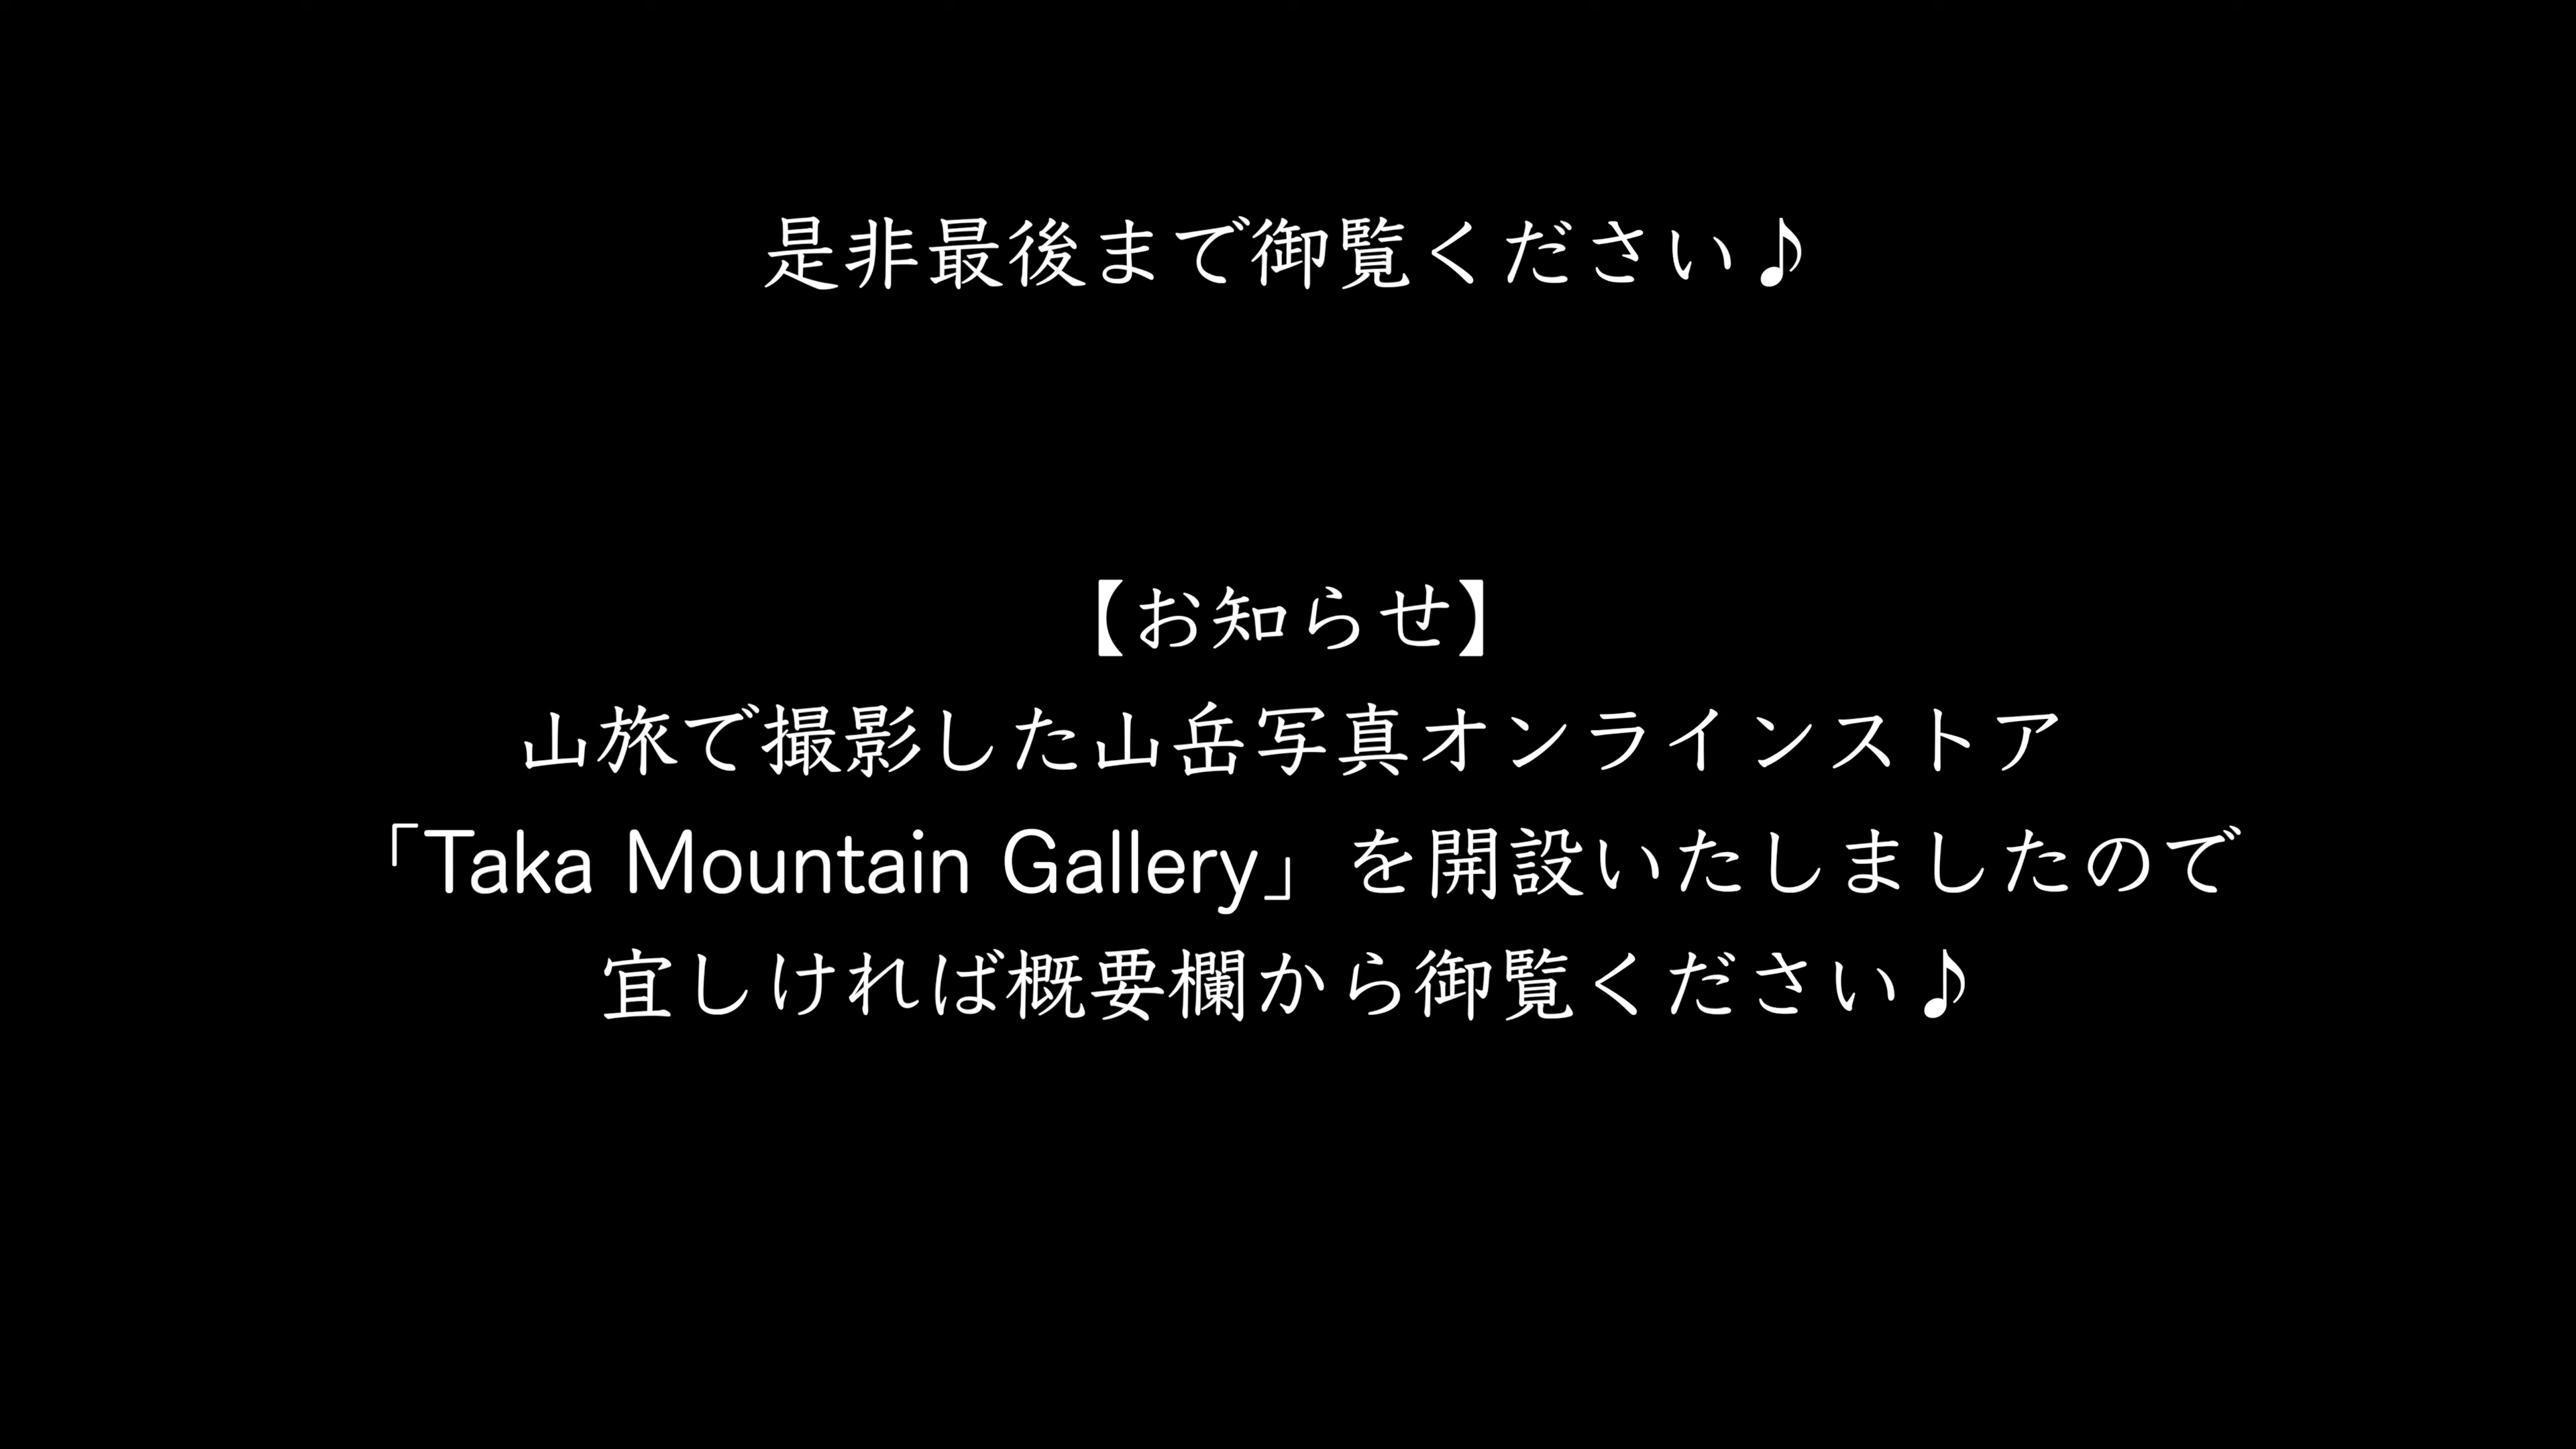 是非最後まで御覧ください♪
【お知らせ】
山旅で撮影した山岳写真オンラインストア
「Taka Mountain Gallery」を開設いたしましたので
宜しければ概要欄から御覧ください♪